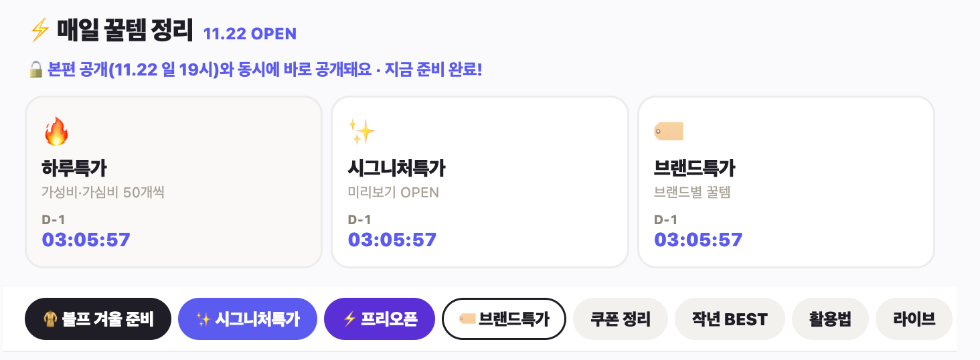 ⚡ 매일 꿀템 정리 11.22 OPEN
🔒 본편 공개(11.22 일 19시)와 동시에 바로 공개돼요 · 지금 준비 완료!
🔥
하루특가
가성비·가심비 50개씩
D-1
03:05:57
✨
시그니처특가
미리보기 OPEN
D-1
03:05:57
🏷️
브랜드특가
브랜드별 꿀템
D-1
03:05:57
🧥 블프 겨울 준비
✨ 시그니처특가
⚡ 프리오픈
🏷️ 브랜드특가
쿠폰 정리
작년 BEST
활용법
라이브